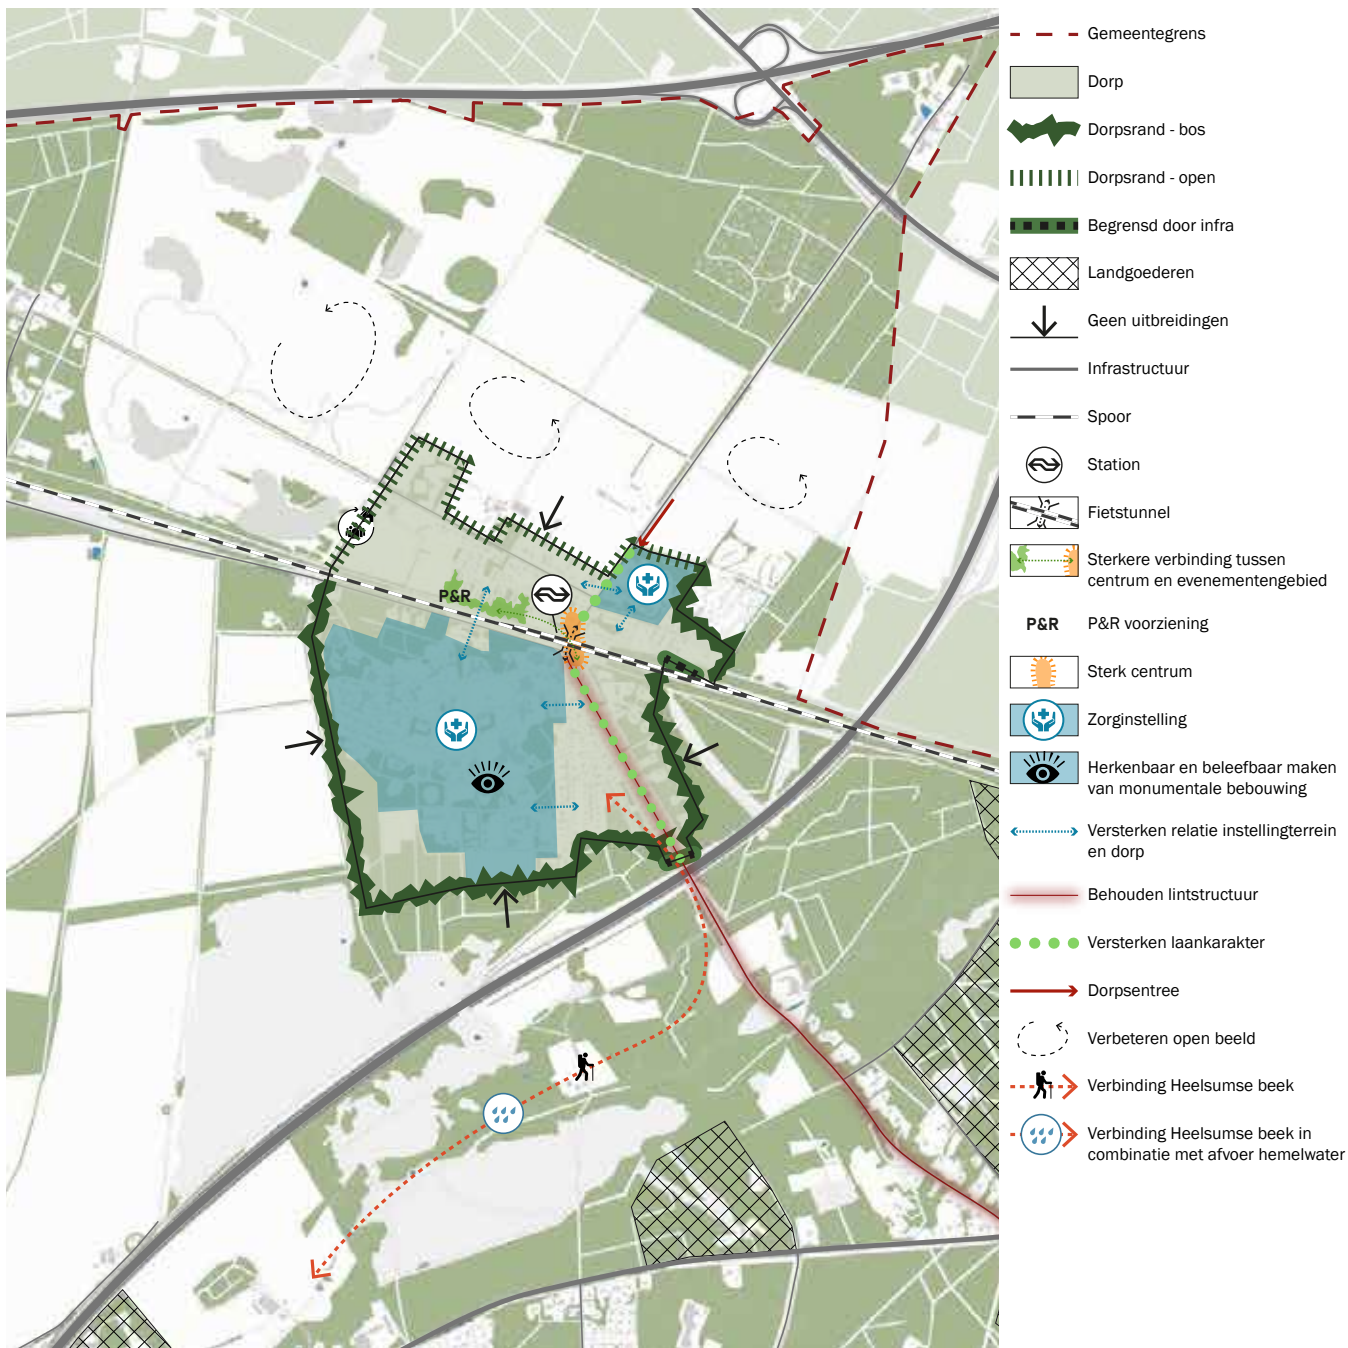 P&R
Gemeentegrens
Dorp
Dorpsrand - bos
Dorpsrand - open
Begrensd door infra
Landgoederen
Geen uitbreidingen
Infrastructuur
Spoor
Station
Fietstunnel
Sterkere verbinding tussen
centrum en evenementengebied
P&R P&R voorziening
Sterk centrum
Zorginstelling
Herkenbaar en beleefbaar maken
van monumentale bebouwing
Versterken relatie instellingterrein
en dorp
Behouden lintstructuur
Versterken laankarakter
Dorpsentree
Verbeteren open beeld
Verbinding Heelsumse beek
Verbinding Heelsumse beek in
combinatie met afvoer hemelwater